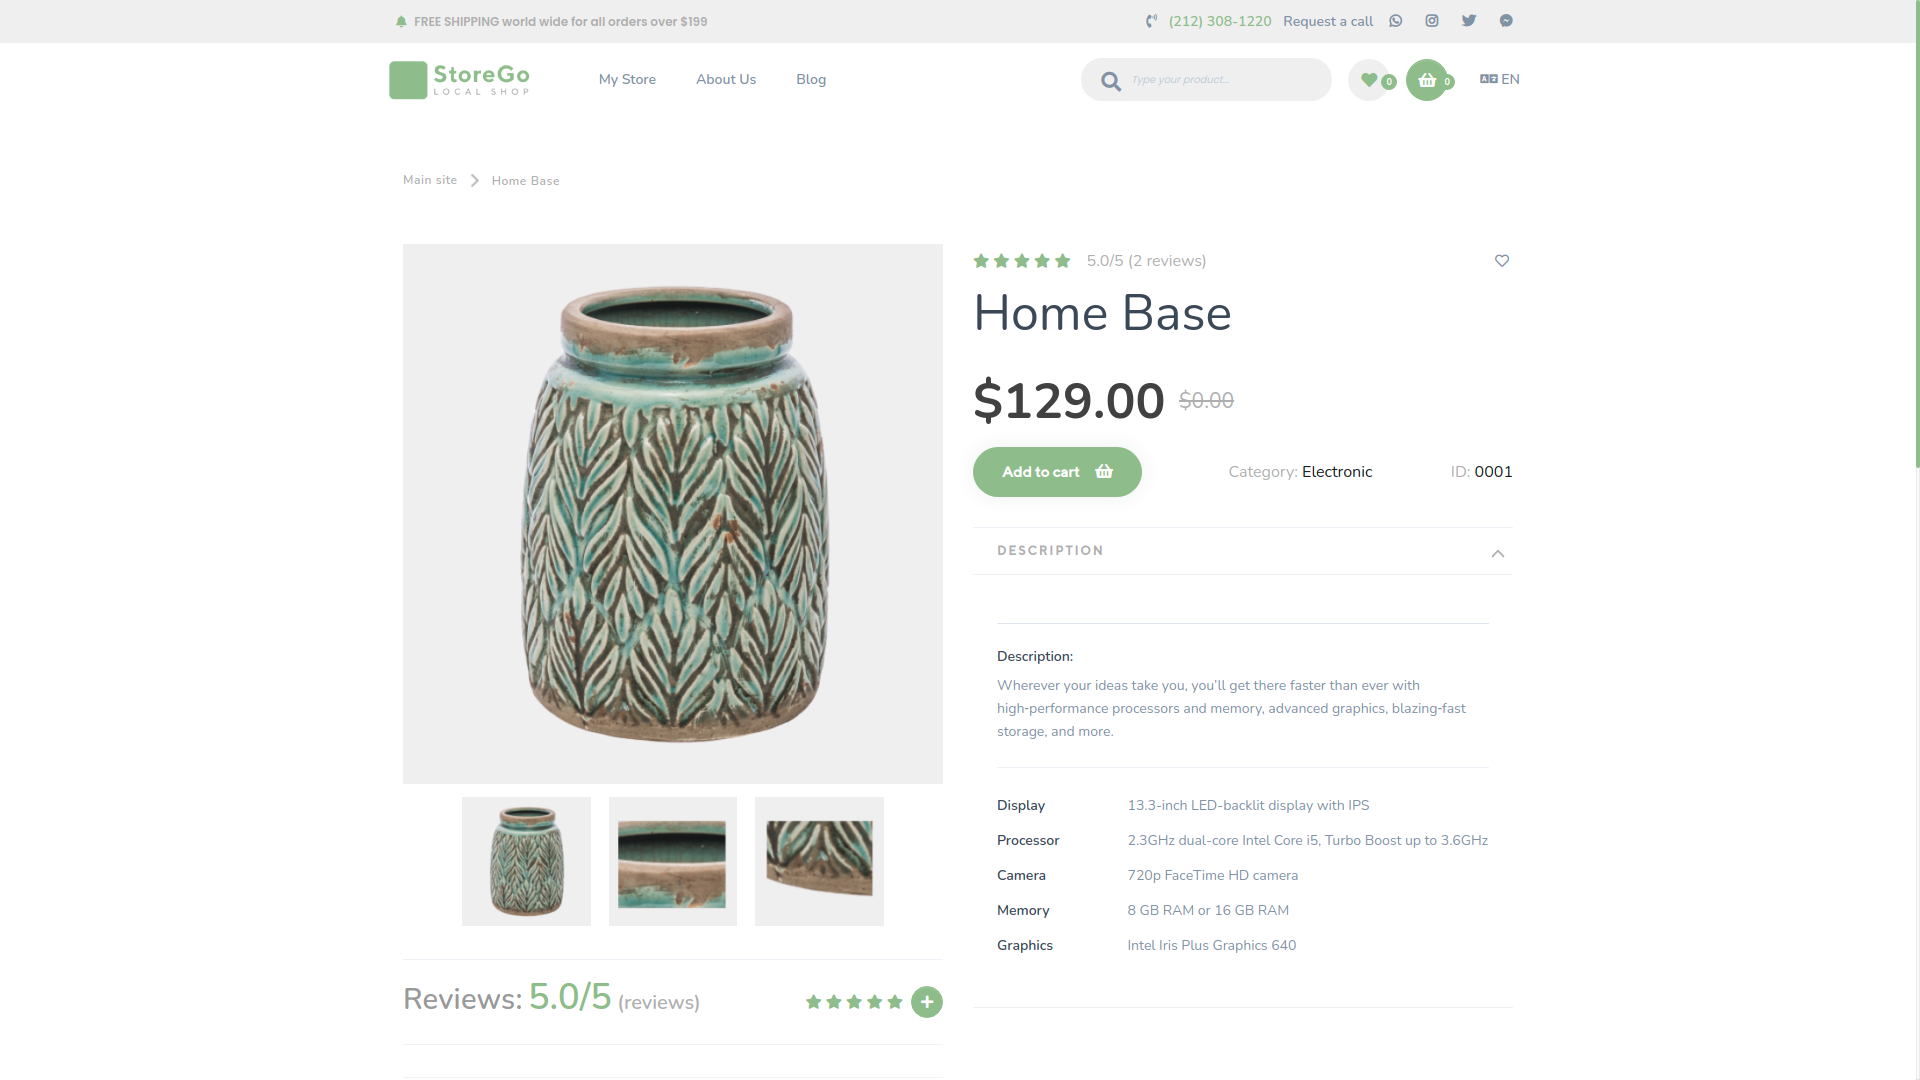 FREE SHIPPING world wide for all orders over $199
(212) 308-1220 Request a call
StoreGo
LOCAL SHOP
My Store About Us Blog
Type your product...
0
0
EN
Main site Home Base
5.0/5 (2 reviews)
Home Base
$129.00 $0.00
Add to cart
Category: Electronic
ID: 0001
DESCRIPTION
Description:
Wherever your ideas take you, you'll get there faster than ever with
high-performance processors and memory, advanced graphics, blazing-fast
storage, and more.
Display 13.3-inch LED-backlit display with IPS
Processor 2.3GHz dual-core Intel Core i5, Turbo Boost up to 3.6GHz
Camera 720p FaceTime HD camera
Memory 8 GB RAM or 16 GB RAM
Graphics Intel Iris Plus Graphics 640
Reviews: 5.0/5 (reviews)